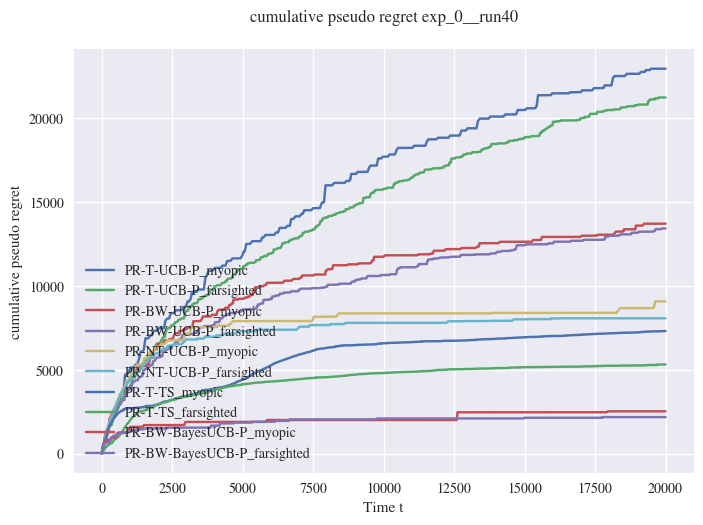 cumulative pseudo regret exp_0__run40
cumulative pseudo regret
20000
15000
10000
5000
0
PR-T-UCB-P_myopic
PR-T-UCB-P_farsighted
PR-BW-UCB-P_myopic
PR-BW-UCB-P_farsighted
PR-NT-UCB-P_myopic
PR-NT-UCB-P_farsighted
PR-T-TS_myopic
PR-T-TS_farsighted
PR-BW-BayesUCB-P_myopic
PR-BW-BayesUCB-P_farsighted
0 2500 5000 7500 10000 12500 15000 17500 20000
Time t